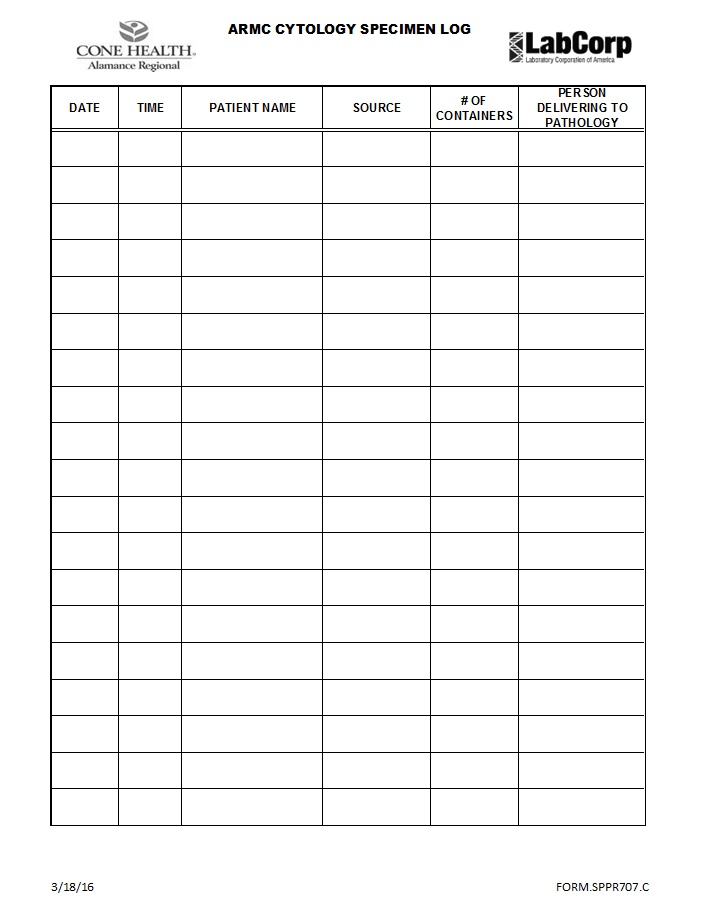 ARMC CYTOLOGY SPECIMEN LOG
CONE HEALTH®
Alamance Regional
LabCorp
Laboratory Corporation of America
DATE
TIME
PATIENT NAME
SOURCE
# OF
CONTAINERS
PERSON
DELIVERING TO
PATHOLOGY
3/18/16
FORM.SPPR707.C